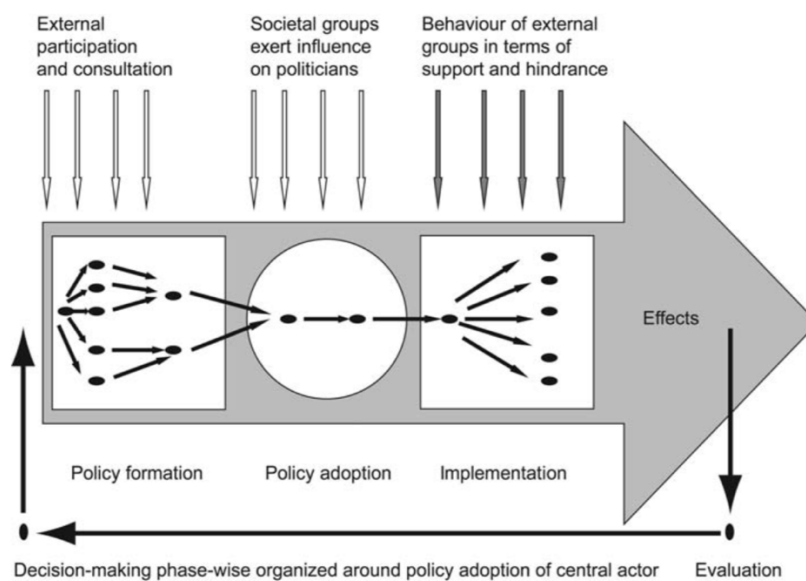 External
participation
and consultation
Societal groups
exert influence
on politicians
Behaviour of external
groups in terms of
support and hindrance
Effects
Policy formation
Policy adoption
Implementation
Decision-making phase-wise organized around policy adoption of central actor
Evaluation